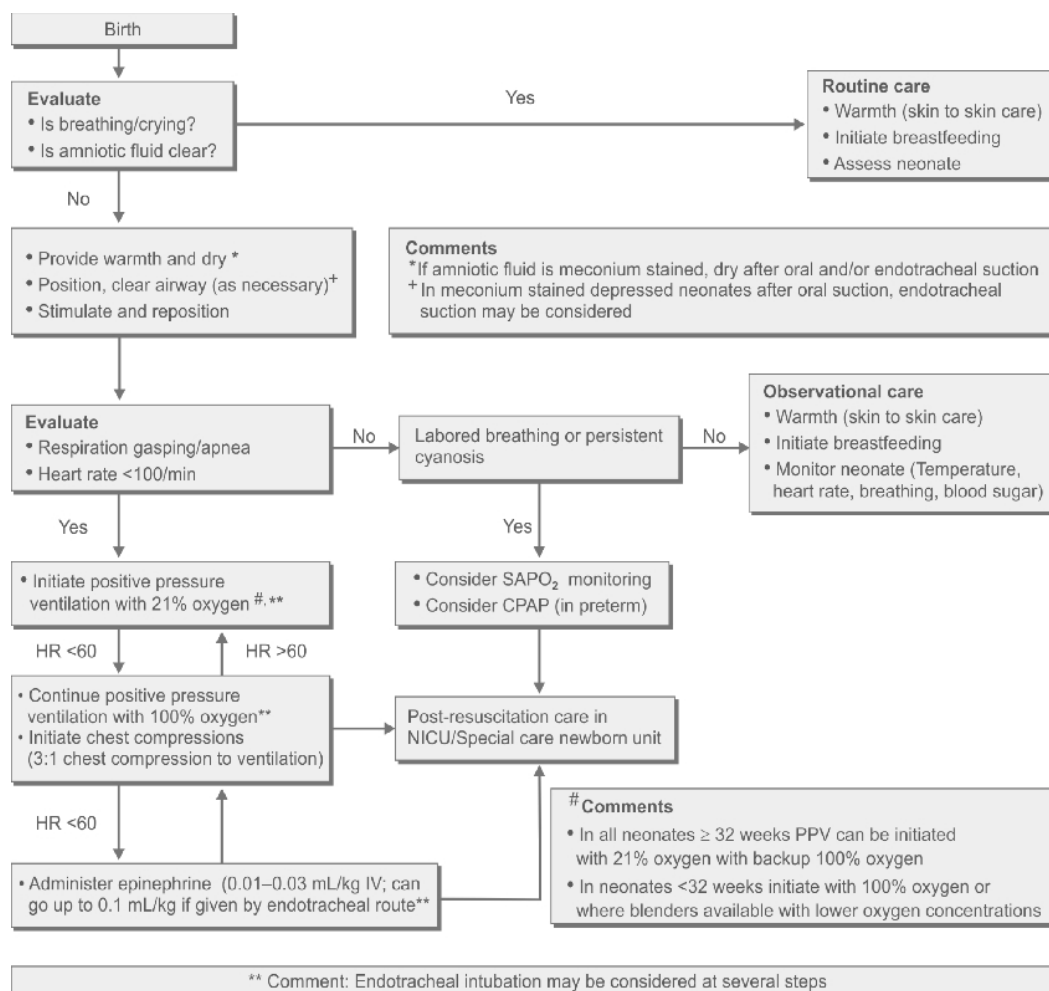 Birth
Evaluate
• Is breathing/crying?
• Is amniotic fluid clear?
Yes
Routine care
• Warmth (skin to skin care)
• Initiate breastfeeding
• Assess neonate
No
• Provide warmth and dry *
• Position, clear airway (as necessary)+
• Stimulate and reposition
Comments
*If amniotic fluid is meconium stained, dry after oral and/or endotracheal suction
+ In meconium stained depressed neonates after oral suction, endotracheal
suction may be considered
Evaluate
• Respiration gasping/apnea
• Heart rate <100/min
No
Labored breathing or persistent
cyanosis
No
Observational care
• Warmth (skin to skin care)
• Initiate breastfeeding
• Monitor neonate (Temperature,
heart rate, breathing, blood sugar)
Yes
Yes
• Initiate positive pressure
ventilation with 21% oxygen #,**
• Consider SAPO₂ monitoring
• Consider CPAP (in preterm)
HR <60
HR >60
• Continue positive pressure
ventilation with 100% oxygen**
• Initiate chest compressions
(3:1 chest compression to ventilation)
Post-resuscitation care in
NICU/Special care newborn unit
HR <60
• Administer epinephrine (0.01–0.03 mL/kg IV; can
go up to 0.1 mL/kg if given by endotracheal route**
# Comments
• In all neonates ≥ 32 weeks PPV can be initiated
with 21% oxygen with backup 100% oxygen
• In neonates <32 weeks initiate with 100% oxygen or
where blenders available with lower oxygen concentrations
** Comment: Endotracheal intubation may be considered at several steps